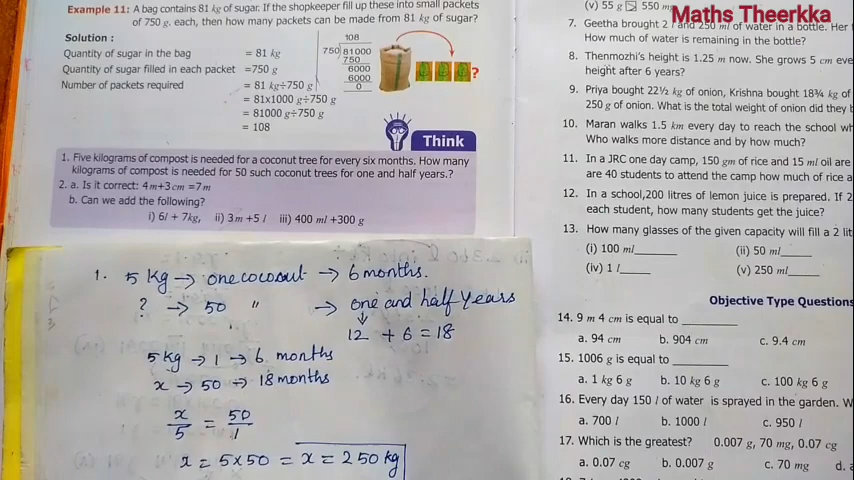 Maths Theerkka
Example 11: A bag contains 81 kg of sugar. If the shopkeeper fill up these into small packets
of 750 g. each, then how many packets can be made from 81 kg of sugar?
Solution :
Quantity of sugar in the bag = 81 kg
Quantity of sugar filled in each packet =750 g
Number of packets required = 81 kg÷750 g
= 81x1000 g÷750 g
= 81000 g÷750 g
= 108
108
750 81000
750
6000
6000
0
?
Think
1. Five kilograms of compost is needed for a coconut tree for every six months. How many
kilograms of compost is needed for 50 such coconut trees for one and half years.?
2. a. Is it correct: 4m+3cm =7m
b. Can we add the following?
i) 6l + 7kg, ii) 3m +5 l iii) 400 ml +300 g
1. 5 kg → one cocount → 6 months.
? → 50 " → one and half years
12 + 6 = 18
5 kg → 1 → 6 months
x → 50 → 18 months
x/5 = 50/1
x = 5x50 = x = 250 kg
(v) 55 g 550 m
7. Geetha brought 2 l and 250 ml of water in a bottle. Her
How much of water is remaining in the bottle?
8. Thenmozhi's height is 1.25 m now. She grows 5 cm eve
height after 6 years?
9. Priya bought 22½ kg of onion, Krishna bought 18¾ kg of
250 g of onion. What is the total weight of onion did they b
10. Maran walks 1.5 km every day to reach the school wh
Who walks more distance and by how much?
11. In a JRC one day camp, 150 gm of rice and 15 ml oil are
are 40 students to attend the camp how much of rice a
12. In a school,200 litres of lemon juice is prepared. If 2
each student, how many students get the juice?
13. How many glasses of the given capacity will fill a 2 lit
(i) 100 ml______ (ii) 50 ml_____
(iv) 1 l______ (v) 250 ml_____
Objective Type Questions
14. 9 m 4 cm is equal to ________
a. 94 cm b. 904 cm c. 9.4 cm
15. 1006 g is equal to ________
a. 1 kg 6 g b. 10 kg 6 g c. 100 kg 6 g
16. Every day 150 l of water is sprayed in the garden. W
a. 700 l b. 1000 l c. 950 l
17. Which is the greatest? 0.007 g, 70 mg, 0.07 cg
a. 0.07 cg b. 0.007 g c. 70 mg d.